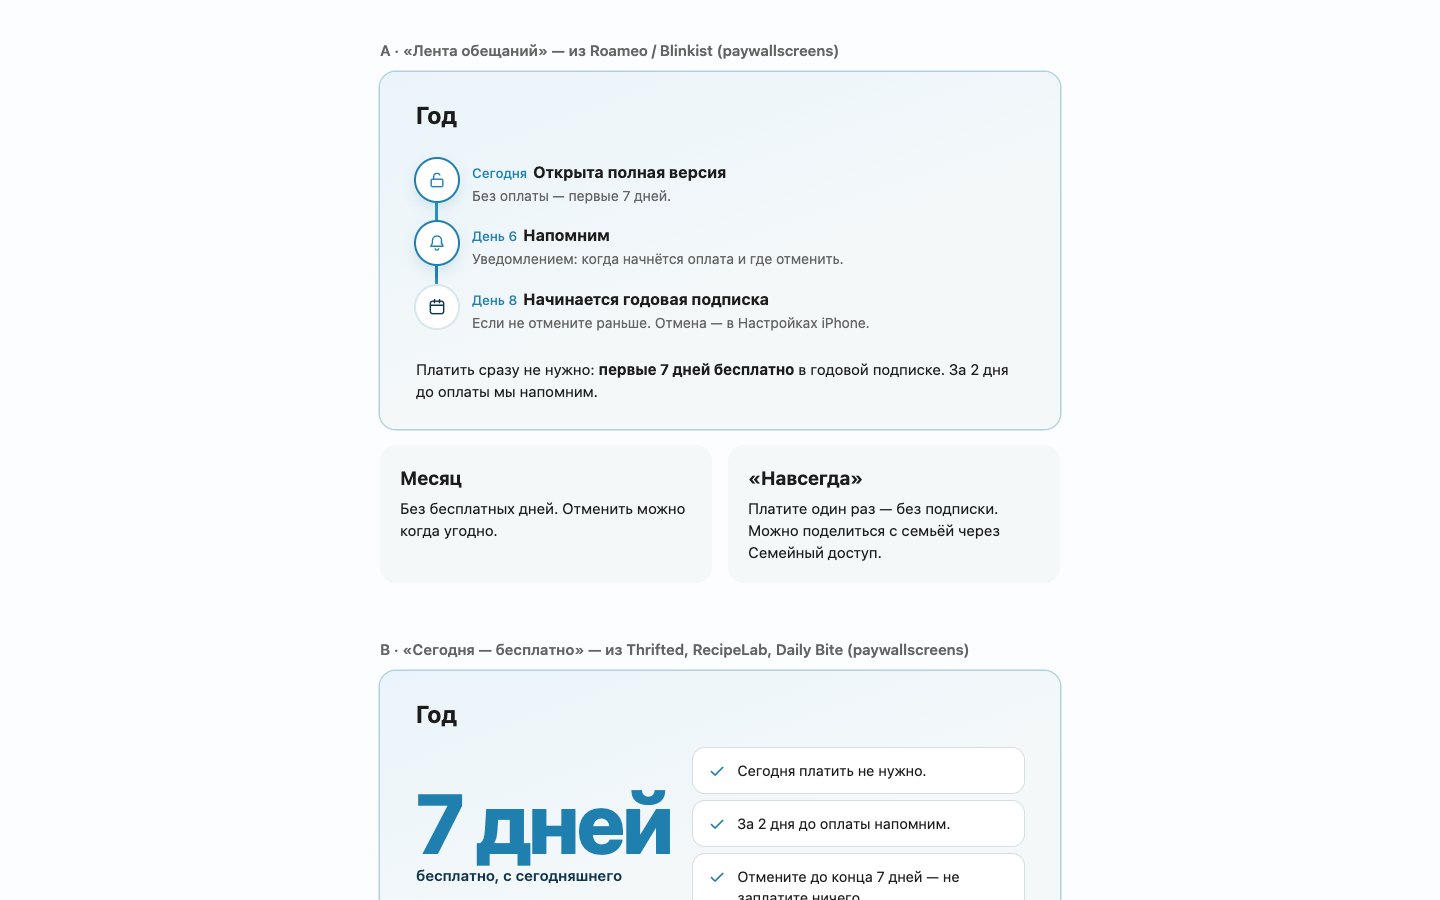 A · «Лента обещаний» — из Roameo / Blinkist (paywallscreens)
Год
Сегодня Открыта полная версия
Без оплаты — первые 7 дней.
День 6 Напомним
Уведомлением: когда начнётся оплата и где отменить.
День 8 Начинается годовая подписка
Если не отмените раньше. Отмена — в Настройках iPhone.
Платить сразу не нужно: первые 7 дней бесплатно в годовой подписке. За 2 дня
до оплаты мы напомним.
Месяц
Без бесплатных дней. Отменить можно
когда угодно.
«Навсегда»
Платите один раз — без подписки.
Можно поделиться с семьёй через
Семейный доступ.
B · «Сегодня — бесплатно» — из Thrifted, RecipeLab, Daily Bite (paywallscreens)
Год
7 дней
бесплатно, с сегодняшнего
Сегодня платить не нужно.
За 2 дня до оплаты напомним.
Отмените до конца 7 дней — не
заплатите ничего.